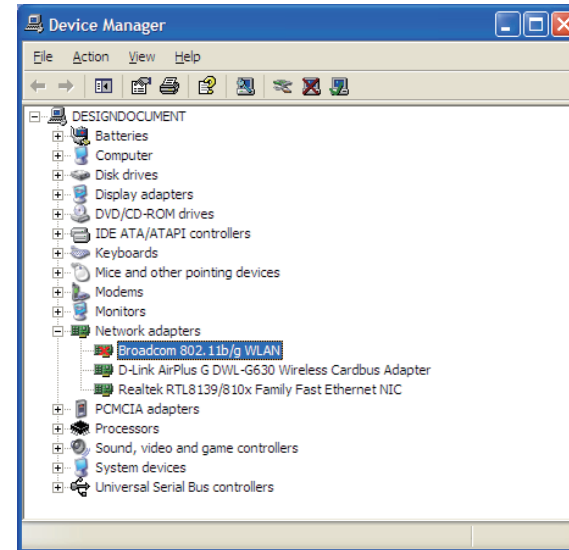 Device Manager
File Action View Help
DESIGNDOCUMENT
Batteries
Computer
Disk drives
Display adapters
DVD/CD-ROM drives
IDE ATA/ATAPI controllers
Keyboards
Mice and other pointing devices
Modems
Monitors
Network adapters
Broadcom 802.11b/g WLAN
D-Link AirPlus G DWL-G630 Wireless Cardbus Adapter
Realtek RTL8139/810x Family Fast Ethernet NIC
PCMCIA adapters
Processors
Sound, video and game controllers
System devices
Universal Serial Bus controllers